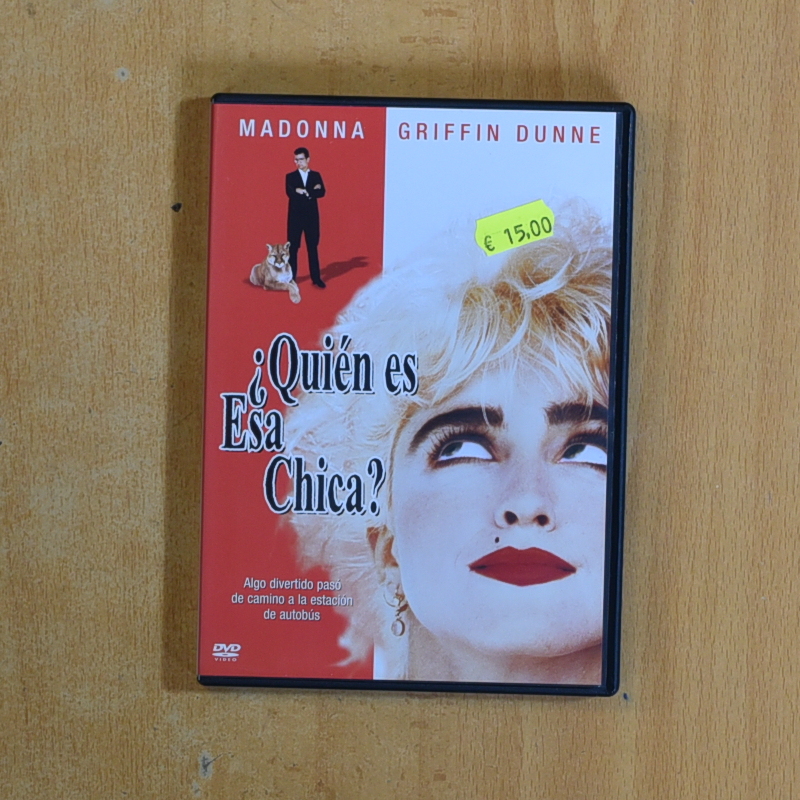 MADONNA
GRIFFIN DUNNE
€ 15,00
¿Quién es
Esa
Chica?
Algo divertido pasó
de camino a la estación
de autobús
DVD
VIDEO